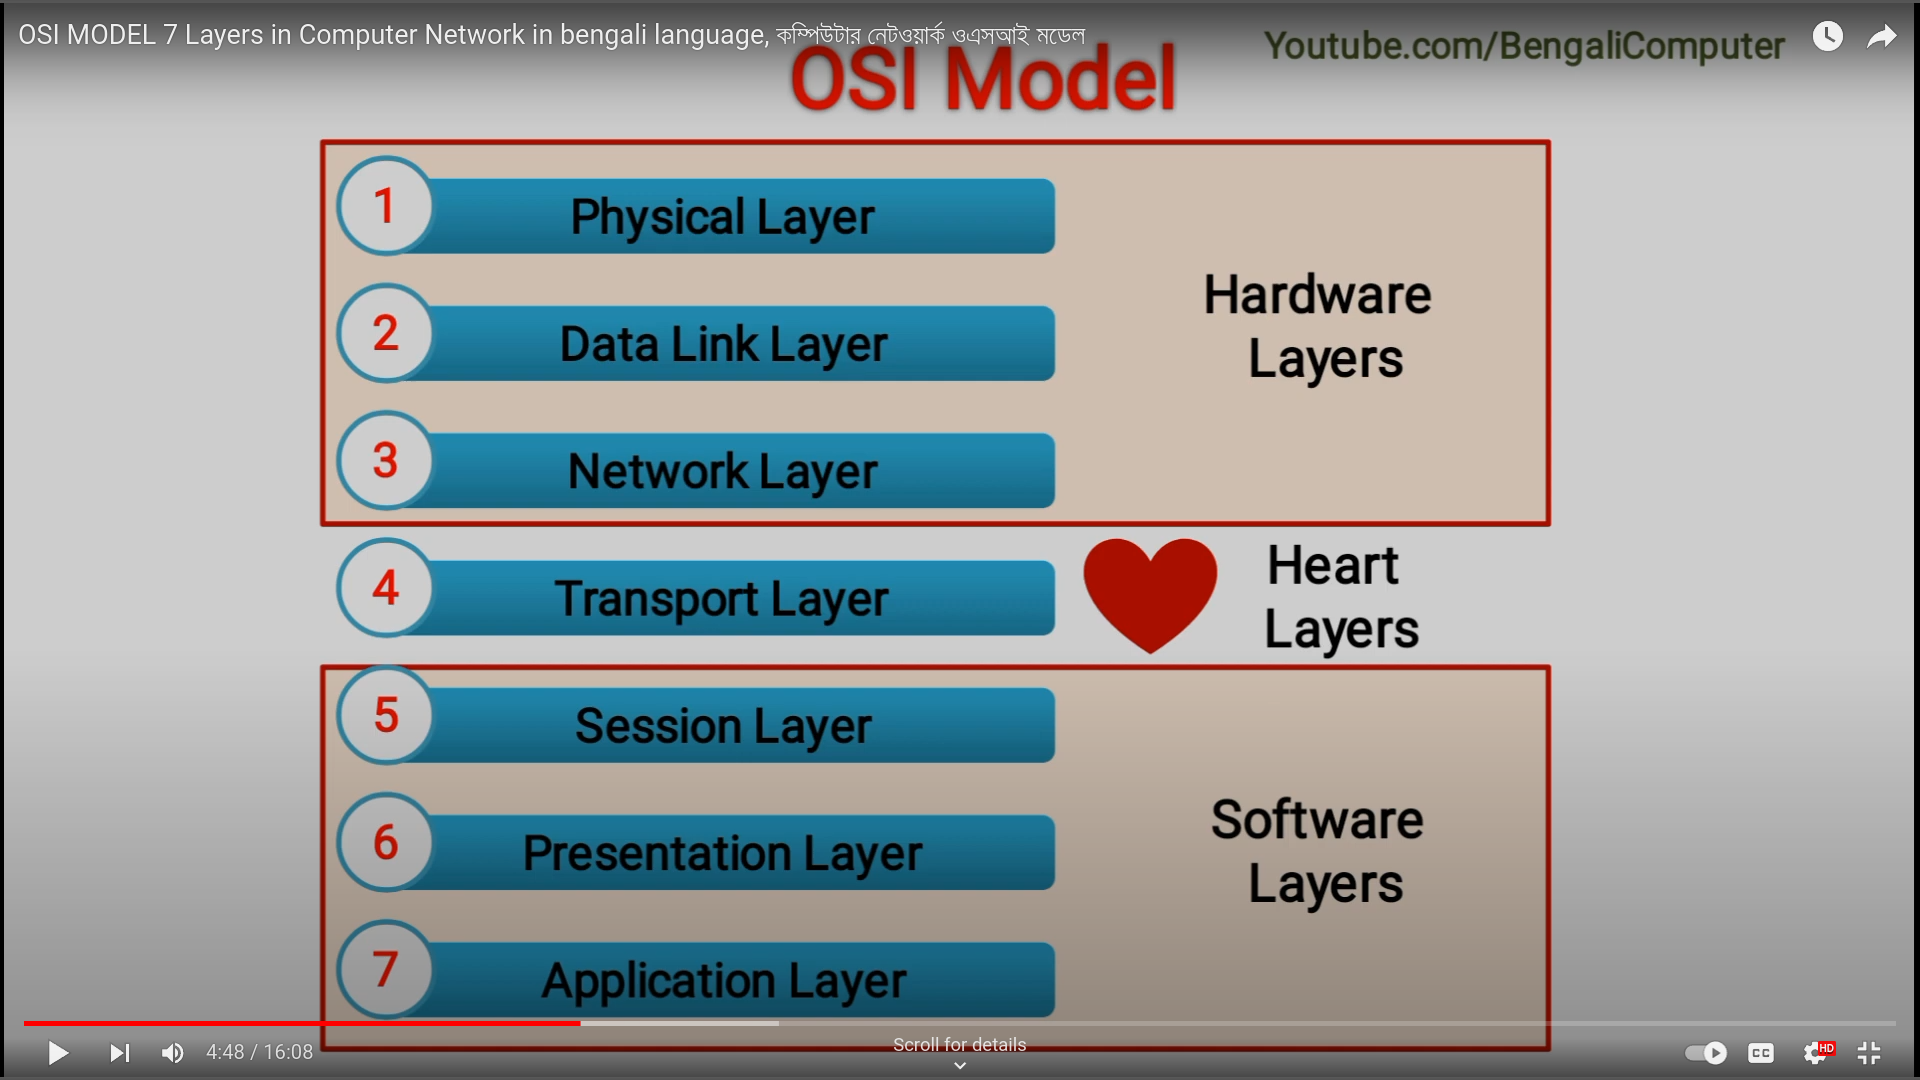 OSI MODEL 7 Layers in Computer Network in bengali language, কম্পিউটার নেটওয়ার্ক ওএসআই মডেল
Youtube.com/BengaliComputer
OSI Model
1
Physical Layer
2
Data Link Layer
3
Network Layer
Hardware
Layers
4
Transport Layer
Heart
Layers
5
Session Layer
6
Presentation Layer
7
Application Layer
Software
Layers
4:48 / 16:08
Scroll for details
CC
HD